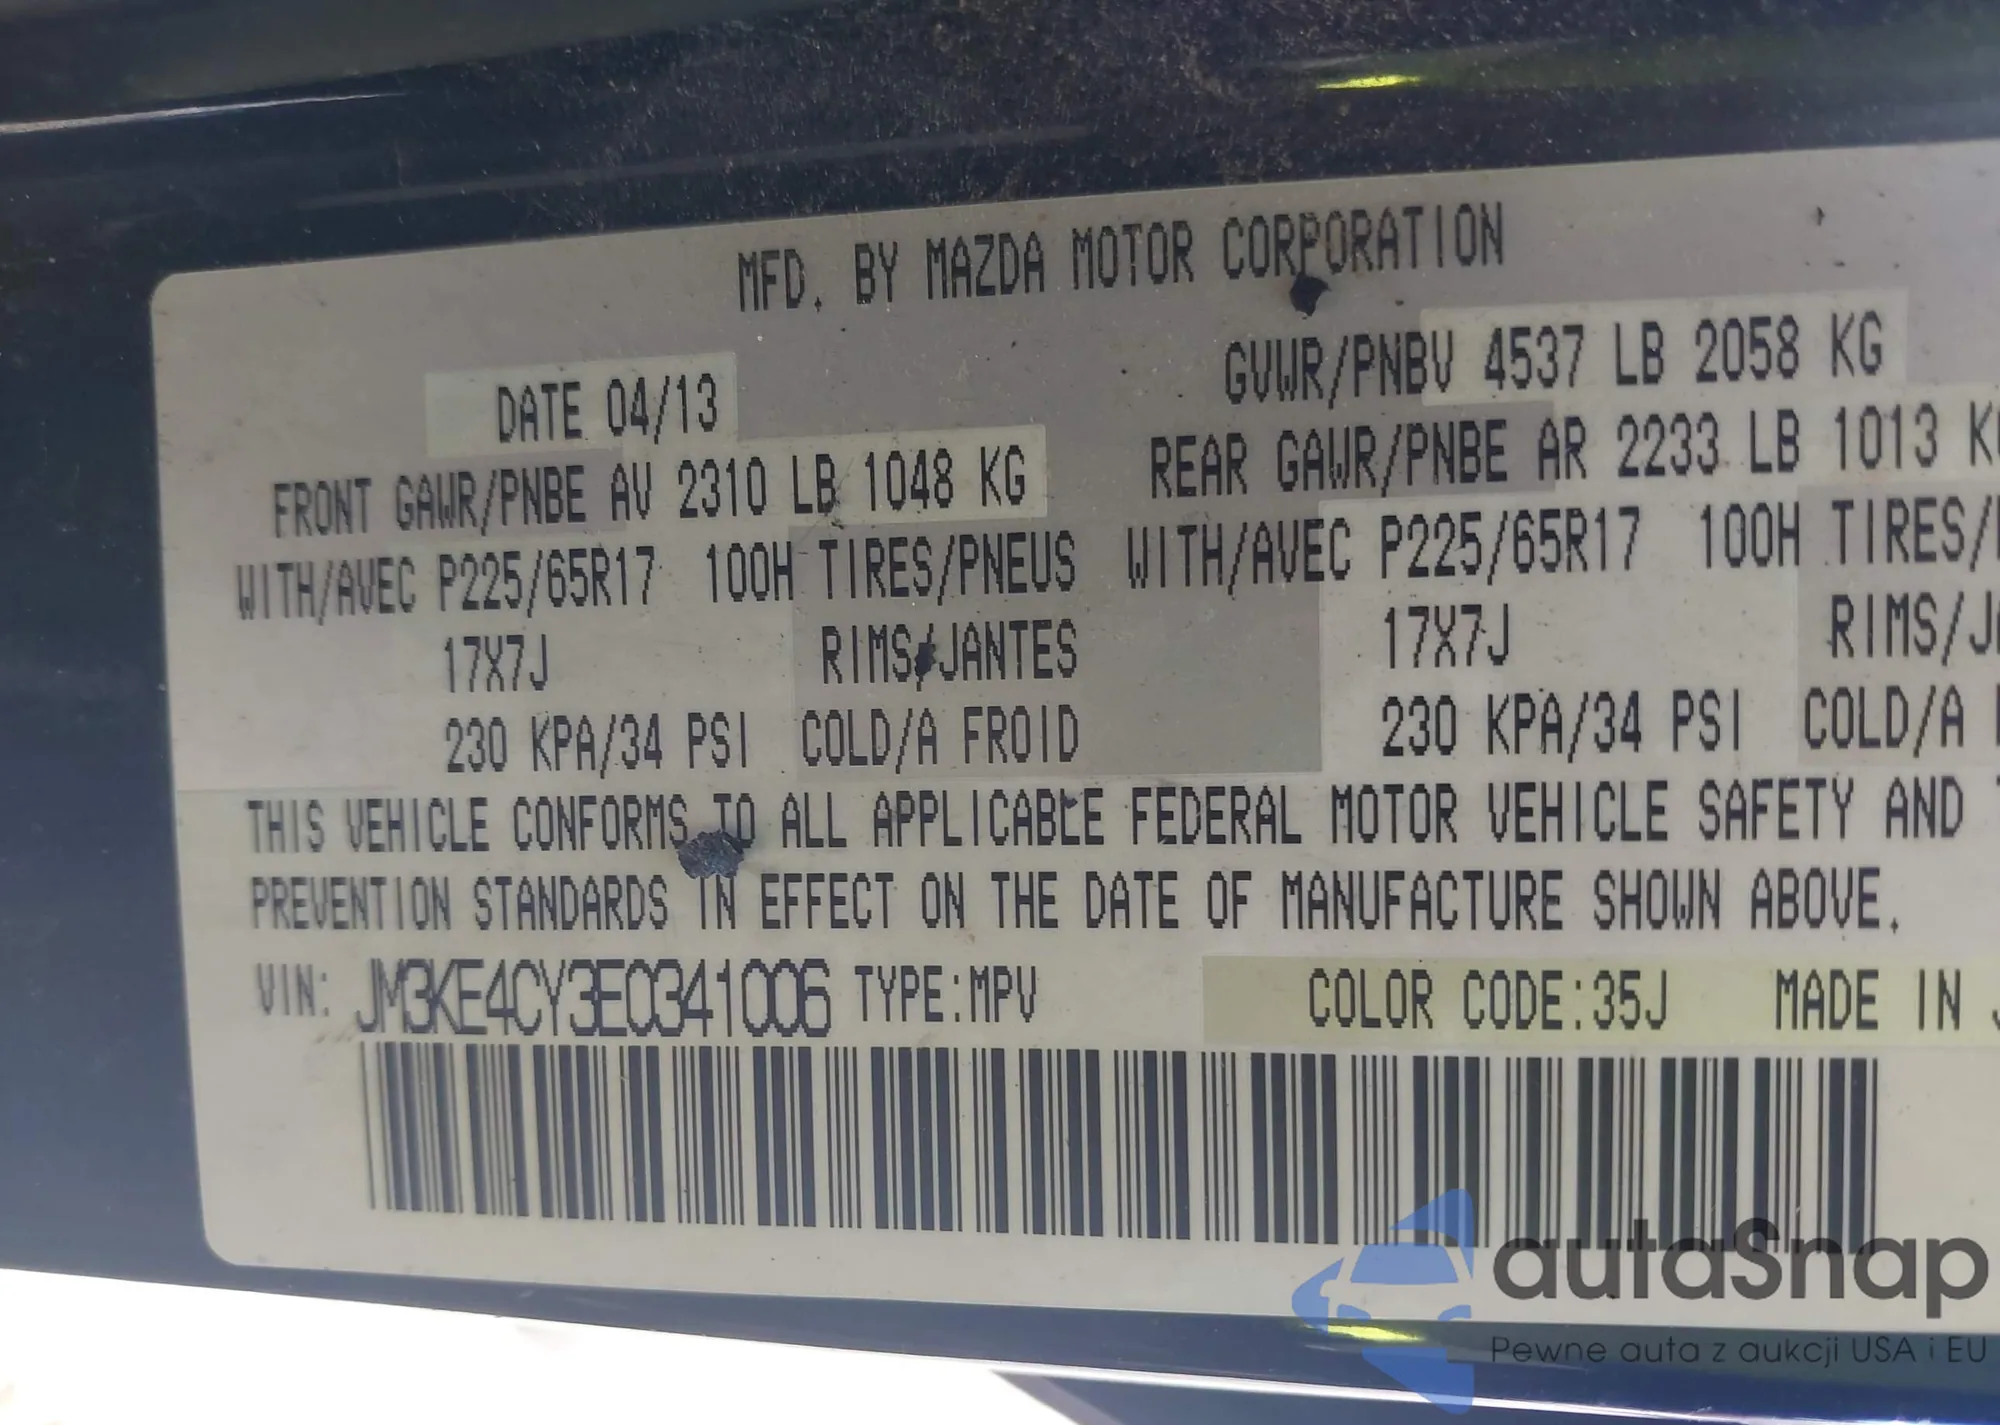 MFD. BY MAZDA MOTOR CORPORATION
DATE 04/13 GVWR/PNBV 4537 LB 2058 KG
FRONT GAWR/PNBE AV 2310 LB 1048 KG REAR GAWR/PNBE AR 2233 LB 1013
WITH/AVEC P225/65R17 100H TIRES/PNEUS WITH/AVEC P225/65R17 100H TIRES/
17X7J RIMS/JANTES 17X7J RIMS/
230 KPA/34 PSI COLD/A FROID 230 KPA/34 PSI COLD/A
THIS VEHICLE CONFORMS TO ALL APPLICABLE FEDERAL MOTOR VEHICLE SAFETY AND
PREVENTION STANDARDS IN EFFECT ON THE DATE OF MANUFACTURE SHOWN ABOVE.
VIN: JM3KE4CY3E0341006 TYPE:MPV COLOR CODE:35J MADE IN
autaSnap
Pewne auta z aukcji USA i EU